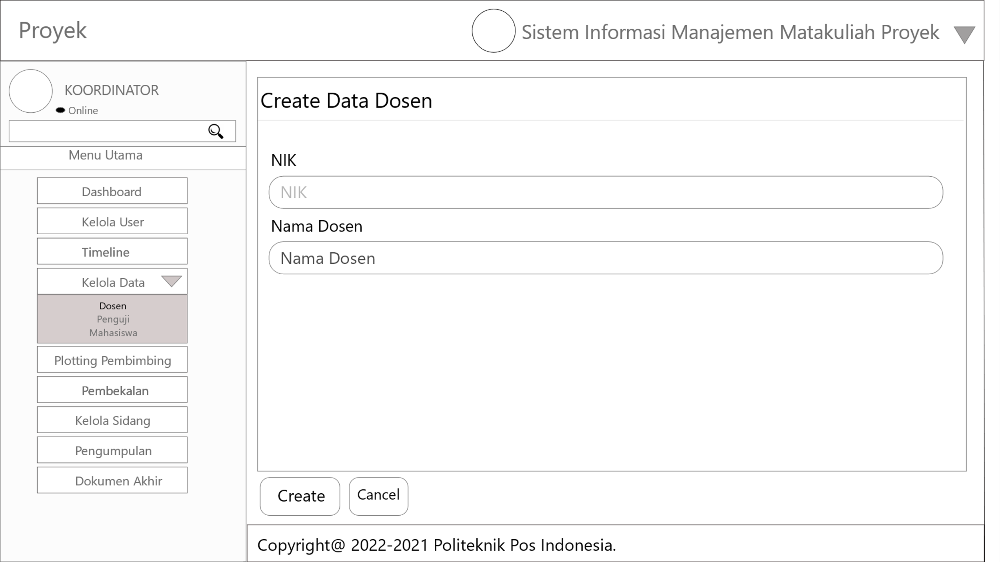 Proyek
Sistem Informasi Manajemen Matakuliah Proyek
KOORDINATOR
Online
Menu Utama
Dashboard
Kelola User
Timeline
Kelola Data
Dosen
Penguji
Mahasiswa
Plotting Pembimbing
Pembekalan
Kelola Sidang
Pengumpulan
Dokumen Akhir
Create Data Dosen
NIK
NIK
Nama Dosen
Nama Dosen
Create
Cancel
Copyright@ 2022-2021 Politeknik Pos Indonesia.